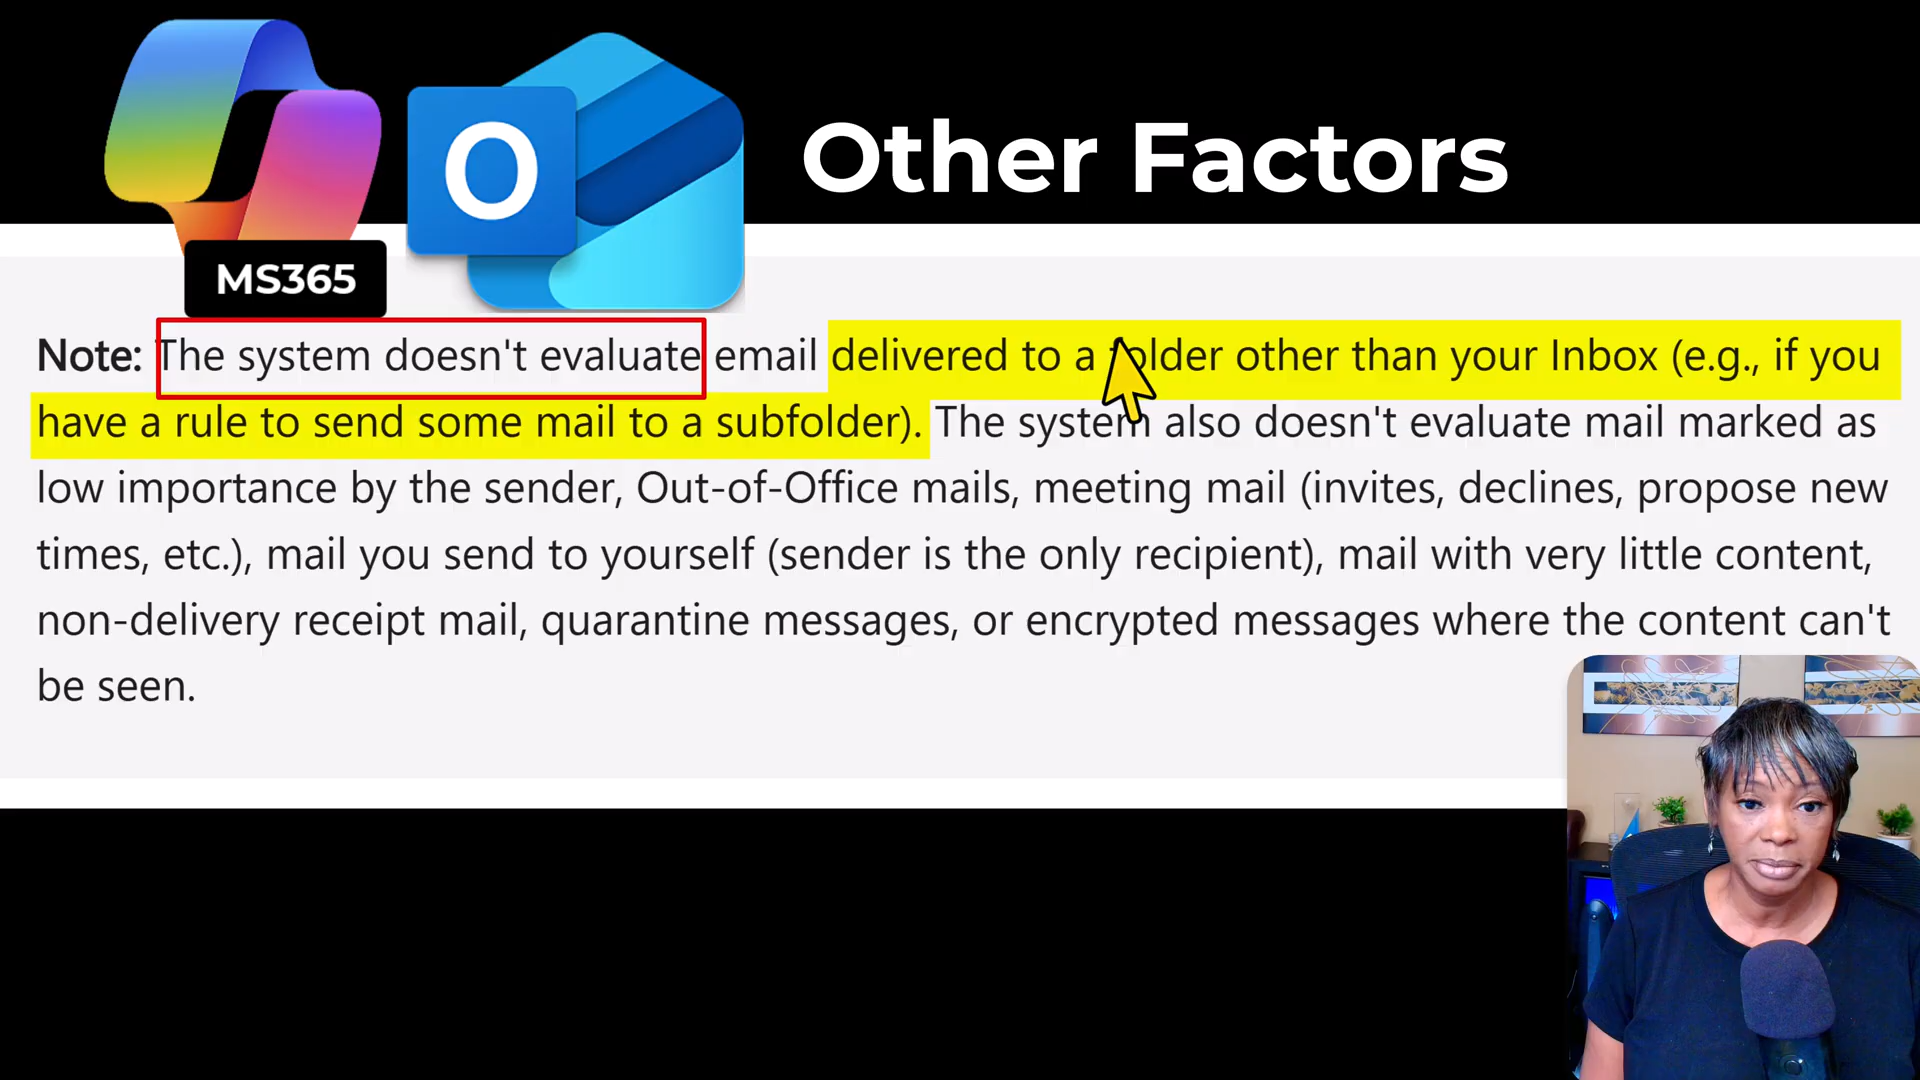 O
Other Factors
MS365
Note: The system doesn't evaluate email delivered to a folder other than your Inbox (e.g., if you
have a rule to send some mail to a subfolder). The system also doesn't evaluate mail marked as
low importance by the sender, Out-of-Office mails, meeting mail (invites, declines, propose new
times, etc.), mail you send to yourself (sender is the only recipient), mail with very little content,
non-delivery receipt mail, quarantine messages, or encrypted messages where the content can't
be seen.